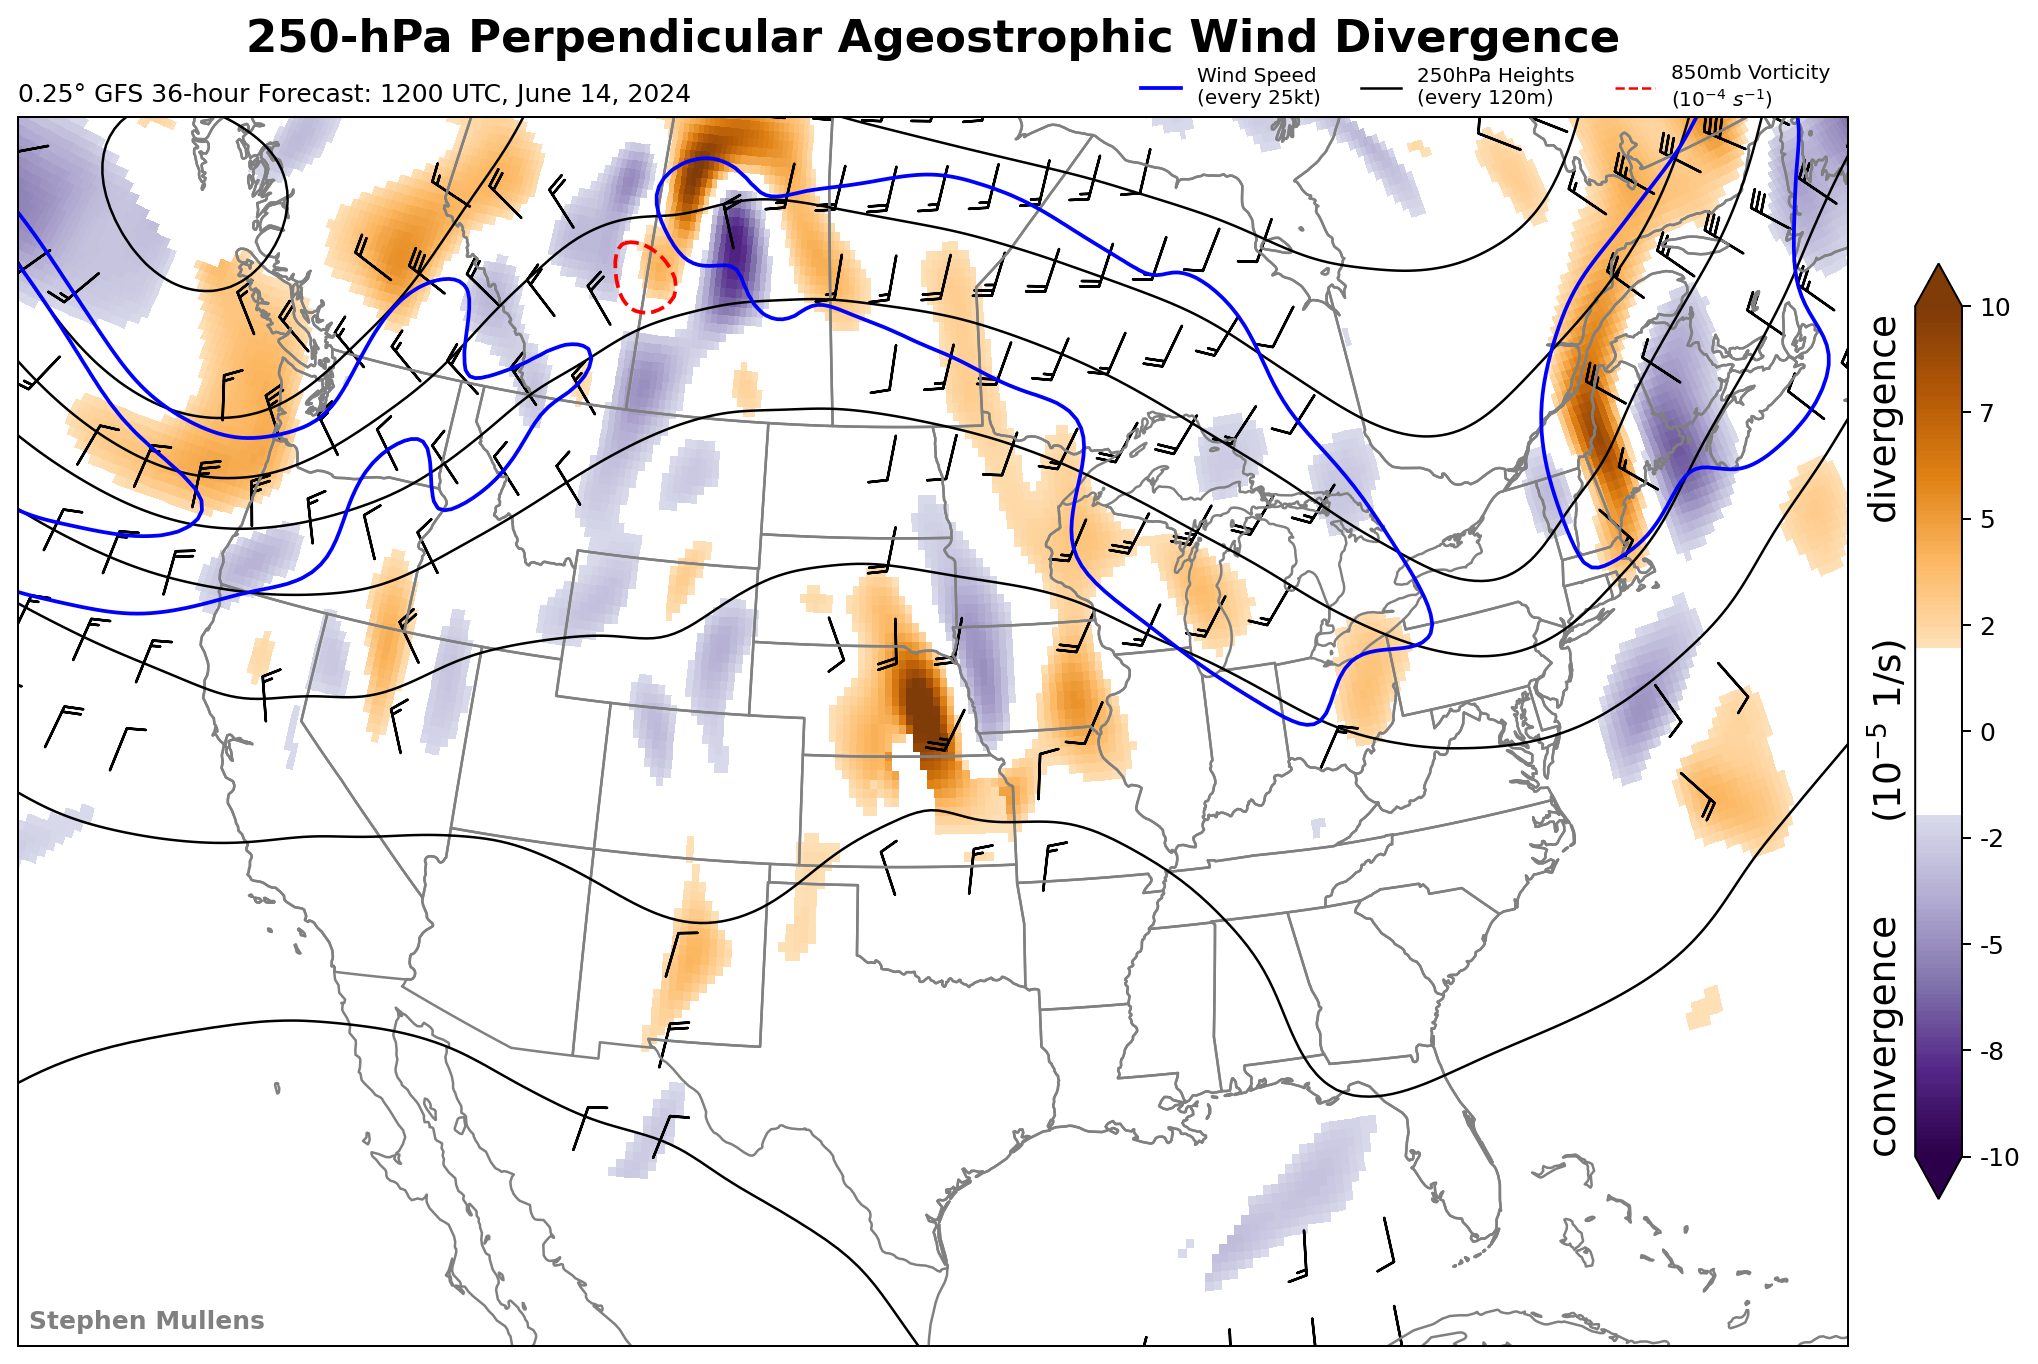 250-hPa Perpendicular Ageostrophic Wind Divergence
0.25° GFS 36-hour Forecast: 1200 UTC, June 14, 2024
Wind Speed
(every 25kt)
250hPa Heights
(every 120m)
850mb Vorticity
(10⁻⁴ s⁻¹)
10
7
5
2
0
-2
-5
-8
-10
convergence (10⁻⁵ 1/s) divergence
Stephen Mullens